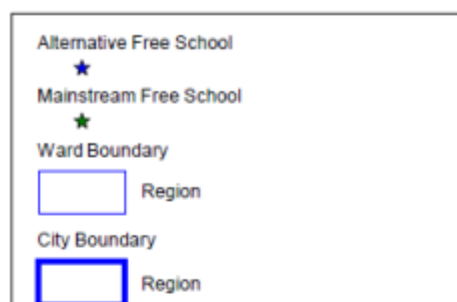 Alternative Free School
Mainstream Free School
Ward Boundary
Region
City Boundary
Region